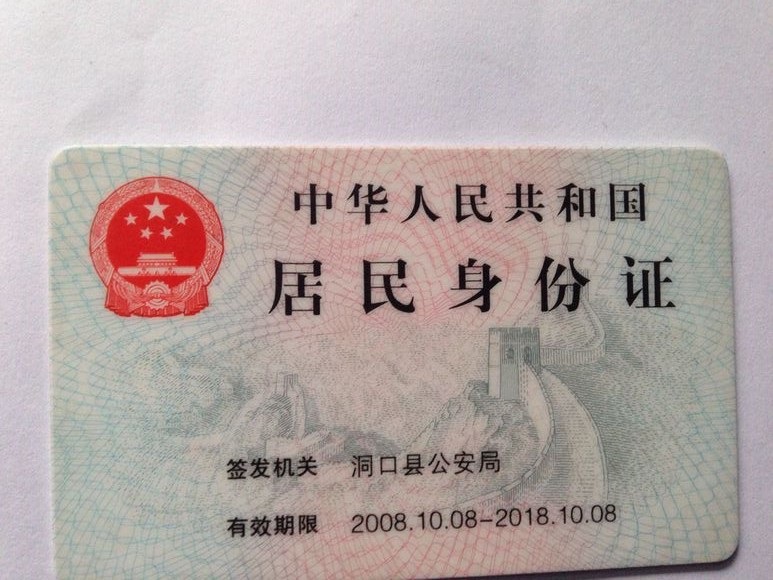 中华人民共和国
居民身份证
签发机关 洞口县公安局
有效期限 2008.10.08-2018.10.08